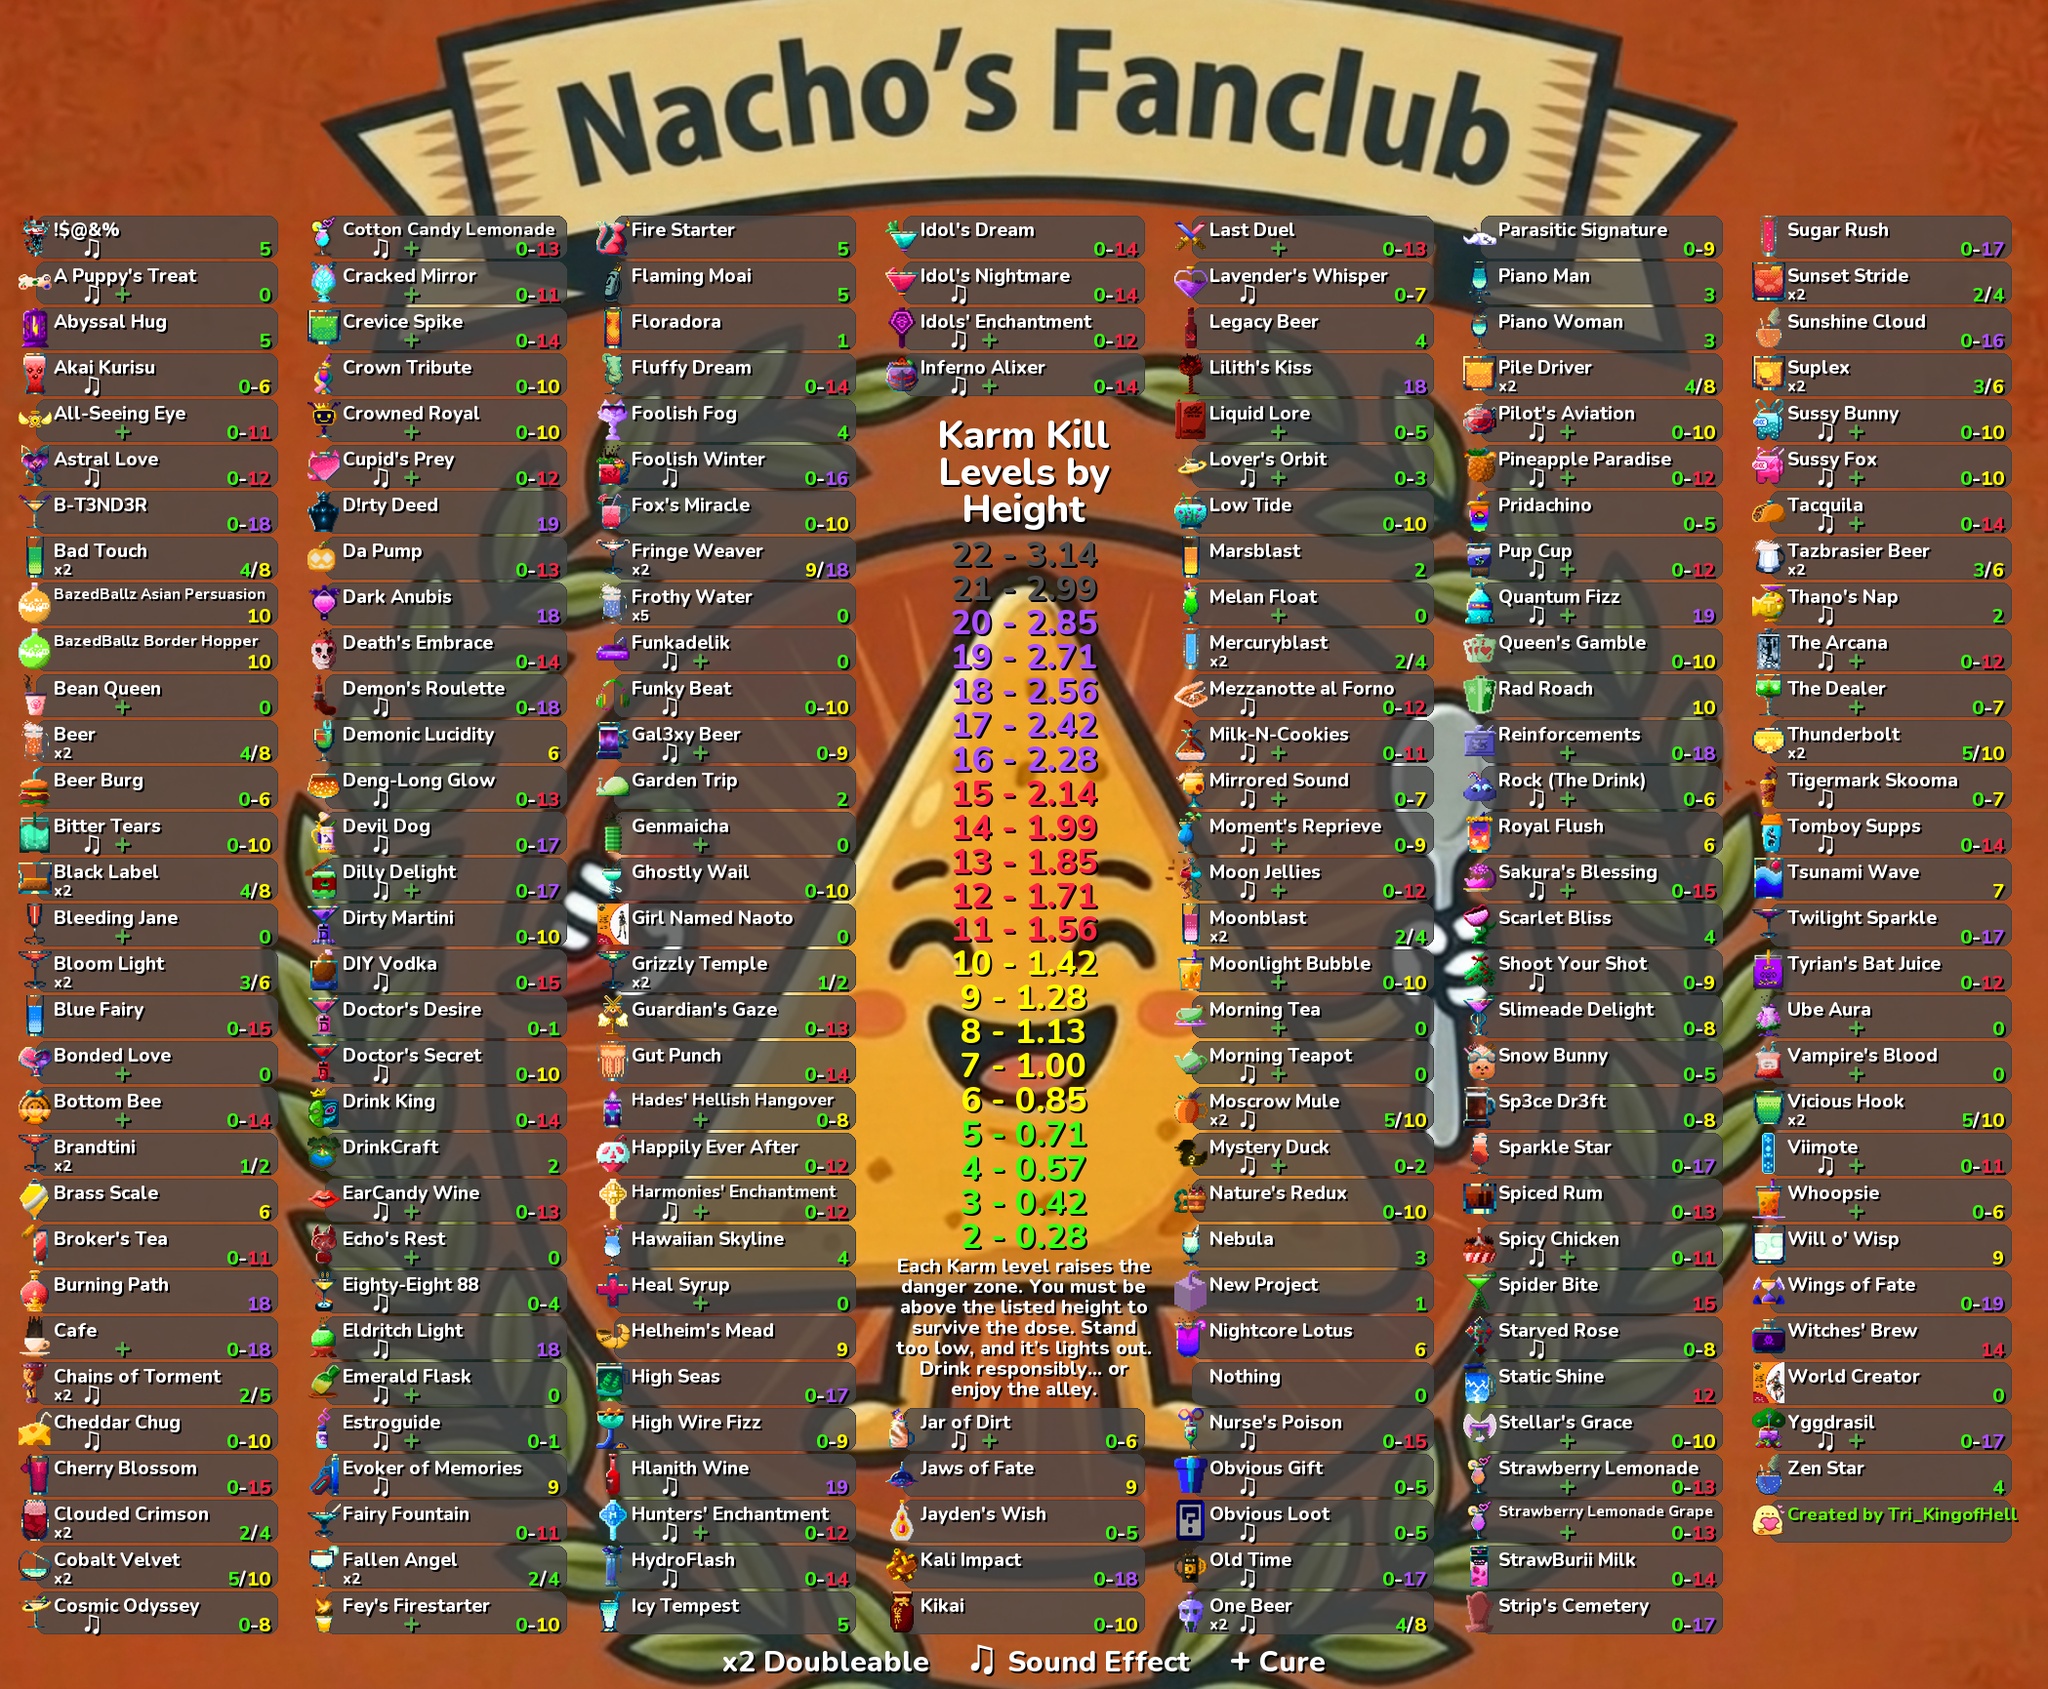 Nacho's Fanclub
!$@&%
♫ 5
A Puppy's Treat
♫ + 0
Abyssal Hug
5
Akai Kurisu
♫ 0-6
All-Seeing Eye
+ 0-11
Astral Love
♫ 0-12
B-T3ND3R
0-18
Bad Touch
x2 4/8
BazedBallz Asian Persuasion
10
BazedBallz Border Hopper
10
Bean Queen
+ 0
Beer
x2 4/8
Beer Burg
0-6
Bitter Tears
♫ + 0-10
Black Label
x2 4/8
Bleeding Jane
+ 0
Bloom Light
x2 3/6
Blue Fairy
0-15
Bonded Love
+ 0
Bottom Bee
+ 0-14
Brandtini
x2 1/2
Brass Scale
6
Broker's Tea
0-11
Burning Path
18
Cafe
+ 0-18
Chains of Torment
x2 ♫ 2/5
Cheddar Chug
♫ 0-10
Cherry Blossom
0-15
Clouded Crimson
x2 2/4
Cobalt Velvet
x2 5/10
Cosmic Odyssey
♫ 0-8
Cotton Candy Lemonade
♫ + 0-13
Cracked Mirror
+ 0-11
Crevice Spike
+ 0-14
Crown Tribute
0-10
Crowned Royal
+ 0-10
Cupid's Prey
♫ + 0-12
D!rty Deed
19
Da Pump
0-13
Dark Anubis
18
Death's Embrace
0-14
Demon's Roulette
♫ 0-18
Demonic Lucidity
6
Deng-Long Glow
♫ 0-13
Devil Dog
♫ 0-17
Dilly Delight
♫ + 0-17
Dirty Martini
0-10
DIY Vodka
♫ 0-15
Doctor's Desire
0-1
Doctor's Secret
♫ 0-10
Drink King
0-14
DrinkCraft
2
EarCandy Wine
♫ + 0-13
Echo's Rest
+ 0
Eighty-Eight 88
♫ 0-4
Eldritch Light
♫ 18
Emerald Flask
♫ + 0
Estroguide
♫ + 0-1
Evoker of Memories
♫ 9
Fairy Fountain
0-11
Fallen Angel
x2 2/4
Fey's Firestarter
+ 0-10
Fire Starter
5
Flaming Moai
5
Floradora
1
Fluffy Dream
0-14
Foolish Fog
4
Foolish Winter
♫ 0-16
Fox's Miracle
0-10
Fringe Weaver
x2 9/18
Frothy Water
x5 0
Funkadelik
♫ + 0
Funky Beat
♫ 0-10
Gal3xy Beer
♫ + 0-9
Garden Trip
2
Genmaicha
+ 0
Ghostly Wail
0-10
Girl Named Naoto
0
Grizzly Temple
x2 1/2
Guardian's Gaze
0-13
Gut Punch
0-14
Hades' Hellish Hangover
+ 0-8
Happily Ever After
0-12
Harmonies' Enchantment
♫ + 0-12
Hawaiian Skyline
4
Heal Syrup
+ 0
Helheim's Mead
9
High Seas
0-17
High Wire Fizz
0-9
Hlanith Wine
19
Hunters' Enchantment
♫ + 0-12
HydroFlash
♫ 0-14
Icy Tempest
5
Idol's Dream
0-14
Idol's Nightmare
♫ 0-14
Idols' Enchantment
♫ + 0-12
Inferno Alixer
♫ + 0-14
Karm Kill
Levels by
Height
22 - 3.14
21 - 2.99
20 - 2.85
19 - 2.71
18 - 2.56
17 - 2.42
16 - 2.28
15 - 2.14
14 - 1.99
13 - 1.85
12 - 1.71
11 - 1.56
10 - 1.42
9 - 1.28
8 - 1.13
7 - 1.00
6 - 0.85
5 - 0.71
4 - 0.57
3 - 0.42
2 - 0.28
Each Karm level raises the
danger zone. You must be
above the listed height to
survive the dose. Stand
too low, and it's lights out.
Drink responsibly... or
enjoy the alley.
Jar of Dirt
♫ + 0-6
Jaws of Fate
9
Jayden's Wish
0-5
Kali Impact
0-18
Kikai
0-10
Last Duel
+ 0-13
Lavender's Whisper
♫ 0-7
Legacy Beer
4
Lilith's Kiss
18
Liquid Lore
+ 0-5
Lover's Orbit
♫ + 0-3
Low Tide
0-10
Marsblast
2
Melan Float
+ 0
Mercuryblast
x2 2/4
Mezzanotte al Forno
♫ 0-12
Milk-N-Cookies
♫ + 0-11
Mirrored Sound
♫ + 0-7
Moment's Reprieve
♫ + 0-9
Moon Jellies
♫ + 0-12
Moonblast
x2 2/4
Moonlight Bubble
+ 0-10
Morning Tea
+ 0
Morning Teapot
♫ + 0
Moscrow Mule
x2 ♫ 5/10
Mystery Duck
♫ + 0-2
Nature's Redux
0-10
Nebula
3
New Project
1
Nightcore Lotus
6
Nothing
0
Nurse's Poison
♫ 0-15
Obvious Gift
♫ 0-5
Obvious Loot
♫ 0-5
Old Time
♫ 0-17
One Beer
x2 ♫ 4/8
Parasitic Signature
0-9
Piano Man
3
Piano Woman
3
Pile Driver
x2 4/8
Pilot's Aviation
♫ + 0-10
Pineapple Paradise
♫ + 0-12
Pridachino
0-5
Pup Cup
♫ + 0-12
Quantum Fizz
♫ + 19
Queen's Gamble
0-10
Rad Roach
10
Reinforcements
+ 0-18
Rock (The Drink)
♫ + 0-6
Royal Flush
6
Sakura's Blessing
♫ + 0-15
Scarlet Bliss
4
Shoot Your Shot
♫ 0-9
Slimeade Delight
0-8
Snow Bunny
0-5
Sp3ce Dr3ft
0-8
Sparkle Star
0-17
Spiced Rum
0-13
Spicy Chicken
♫ + 0-11
Spider Bite
15
Starved Rose
♫ 0-8
Static Shine
12
Stellar's Grace
+ 0-10
Strawberry Lemonade
+ 0-13
Strawberry Lemonade Grape
+ 0-13
StrawBurii Milk
0-14
Strip's Cemetery
0-17
Sugar Rush
0-17
Sunset Stride
x2 2/4
Sunshine Cloud
0-16
Suplex
x2 3/6
Sussy Bunny
♫ + 0-10
Sussy Fox
♫ + 0-10
Tacquila
♫ + 0-14
Tazbrasier Beer
x2 3/6
Thano's Nap
♫ 2
The Arcana
♫ + 0-12
The Dealer
+ 0-7
Thunderbolt
x2 5/10
Tigermark Skooma
♫ 0-7
Tomboy Supps
♫ 0-14
Tsunami Wave
7
Twilight Sparkle
0-17
Tyrian's Bat Juice
0-12
Ube Aura
+ 0
Vampire's Blood
+ 0
Vicious Hook
x2 5/10
Viimote
♫ + 0-11
Whoopsie
+ 0-6
Will o' Wisp
9
Wings of Fate
0-19
Witches' Brew
14
World Creator
0
Yggdrasil
♫ + 0-17
Zen Star
4
Created by Tri_KingofHell
x2 Doubleable ♫ Sound Effect + Cure